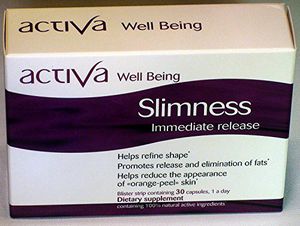 activa Well Being
activa Well Being
Slimness
Immediate release
Helps refine shape*
Promotes release and elimination of fats*
Helps reduce the appearance
of «orange-peel» skin*
Blister strip containing 30 capsules, 1 a day
Dietary supplement
containing 100% natural active ingredients